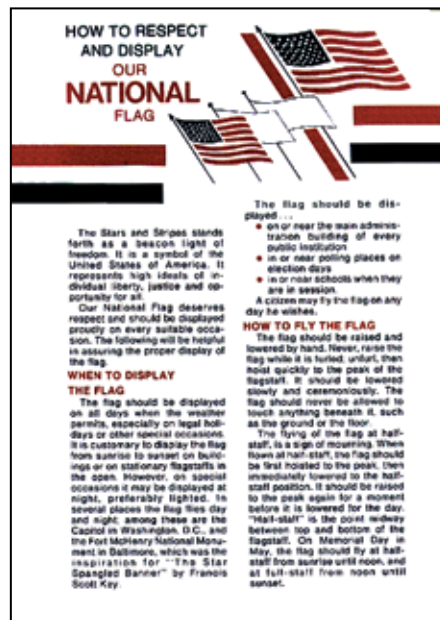 HOW TO RESPECT
AND DISPLAY
OUR
NATIONAL
FLAG
The Stars and Stripes stands
forth as a beacon light of
freedom. It is a symbol of the
United States of America. It
represents high ideals of in-
dividual liberty, justice and op-
portunity for all.
Our National Flag deserves
respect and should be displayed
proudly on every suitable occa-
sion. The following will be helpful
in assuring the proper display of
the flag.
WHEN TO DISPLAY
THE FLAG
The flag should be displayed
on all days when the weather
permits, especially on legal holi-
days or other special occasions.
It is customary to display the flag
from sunrise to sunset on build-
ings or on stationary flagstaffs in
the open. However, on special
occasions it may be displayed at
night, preferably lighted. In
several places the flag flies day
and night; among these are the
Capitol in Washington, D.C., and
the Fort McHenry National Monu-
ment in Baltimore, which was the
inspiration for "The Star
Spangled Banner" by Francis
Scott Key.
The flag should be dis-
played...
• on or near the main adminis-
tration building of every
public institution
• in or near polling places on
election days
• in or near schools when they
are in session.
A citizen may fly the flag on any
day he wishes.
HOW TO FLY THE FLAG
The flag should be raised and
lowered by hand. Never, raise the
flag while it is furled, unfurl, then
hoist quickly to the peak of the
flagstaff. It should be lowered
slowly and ceremoniously. The
flag should never be allowed to
touch anything beneath it, such
as the ground or the floor.
The flying of the flag at half-
staff, is a sign of mourning. When
flown at half-staff, the flag should
be first hoisted to the peak, then
immediately lowered to the half-
staff position. It should be raised
to the peak again for a moment
before it is lowered for the day.
"Half-staff" is the point midway
between top and bottom of the
flagstaff. On Memorial Day in
May, the flag should fly at half-
staff from sunrise until noon, and
at full-staff from noon until
sunset.